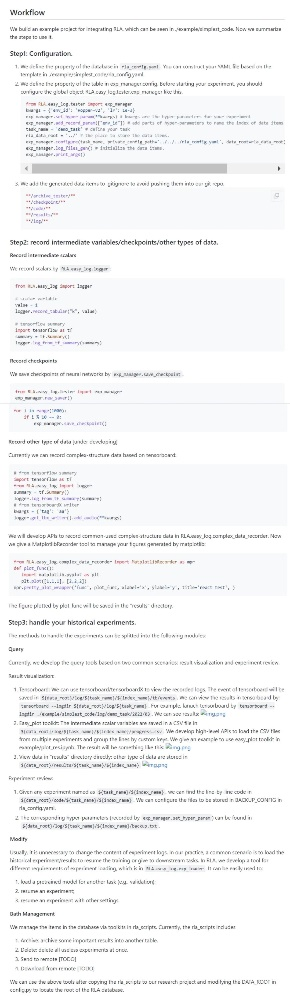 Workflow
We build an example project for integrating RLA, which can be seen in ./example/simplest_code. Now we summarize
the steps to use it.
Step1: Configuration.
1. We define the property of the database in rla_config.yaml. You can construct your YAML file based on the
template in ./example/simplest_code/rla_config.yaml.
2. We define the property of the table in exp_manager.config. Before starting your experiment, you should
configure the global object RLA.easy_log.tester.exp_manager like this.
from RLA.easy_log.tester import exp_manager
kwargs = {'env_id': 'Hopper-v2', 'lr': 1e-3}
exp_manager.set_hyper_param(**kwargs) # kwargs are the hyper-parameters for your experiment
exp_manager.add_record_param(["env_id"]) # add parts of hyper-parameters to name the index of data items
task_name = 'demo_task' # define your task
rla_data_root = '../' # the place to store the data items.
exp_manager.configure(task_name, private_config_path='../../../rla_config.yaml', data_root=rla_data_root)
exp_manager.log_files_gen() # initialize the data items.
exp_manager.print_args()
3. We add the generated data items to .gitignore to avoid pushing them into our git repo.
**/archive_tester/**
**/checkpoint/**
**/code/**
**/results/**
**/log/**
Step2: record intermediate variables/checkpoints/other types of data.
Record intermediate scalars
We record scalars by RLA.easy_log.logger
from RLA.easy_log import logger
# scalar variable
value = 1
logger.record_tabular("k", value)
# tensorflow summary
import tensorflow as tf
summary = tf.Summary()
logger.log_from_tf_summary(summary)
Record checkpoints
We save checkpoints of neural networks by exp_manager.save_checkpoint.
from RLA.easy_log.tester import exp_manager
exp_manager.new_saver()
for i in range(1000):
if i % 10 == 0:
exp_manager.save_checkpoint()
Record other type of data (under developing)
Currently we can record complex-structure data based on tensorboard.
# from tensorflow summary
import tensorflow as tf
from RLA.easy_log import logger
summary = tf.Summary()
logger.log_from_tf_summary(summary)
# from tensorboardX writer
kwargs = {'tag': 'aa'}
logger.get_tbx_writer().add_audio(**kwargs)
We will develop APIs to record common-used complex-structure data in RLA.easy_log.complex_data_recorder. Now
we give a MatplotlibRecorder tool to manage your figures generated by matplotlib:
from RLA.easy_log.complex_data_recorder import MatplotlibRecorder as mpr
def plot_func():
import matplotlib.pyplot as plt
plt.plot([1,1,1], [2,2,2])
mpr.pretty_plot_wrapper('func', plot_func, xlabel='x', ylabel='y', title='react test', )
The figure plotted by plot_func will be saved in the "results" directory.
Step3: handle your historical experiments.
The methods to handle the experiments can be splitted into the following modules:
Query
Currently, we develop the query tools based on two common scenarios: result visualization and experiment review.
Result visualization:
1. Tensorboard: We can use tensorboard/tensorboardX to view the recorded logs. The event of tensorflow will be
saved in ${data_root}/log/${task_name}/${index_name}/tb/events. We can view the results in tensorboard by:
tensorboard --logdir ${data_root}/log/${task_name}. For example, lanuch tensorboard by tensorboard --
logdir ./example/simplest_code/log/demo_task/2022/03. We can see results: img.png
2. Easy_plot toolkit: The intermediate scalar variables are saved in a CSV file in
${data_root}/log/${task_name}/${index_name}/progress.csv. We develop high-level APIs to load the CSV files
from multiple experiments and group the lines by custom keys. We give an example to use easy_plot toolkit in
example/plot_res.ipynb. The result will be something like this: img.png
3. View data in "results" directory directly: other type of data are stored in
${data_root}/results/${task_name}/${index_name} img.png
Experiment review:
1. Given any experiment named as ${task_name}/${index_name}, we can find the line-by-line code in
${data_root}/code/${task_name}/${index_name}. We can configure the files to be stored in BACKUP_CONFIG in
rla_config.yaml.
2. The corresponding hyper-parameters (recorded by exp_manager.set_hyper_param) can be found in
${data_root}/log/${task_name}/${index_name}/backup.txt.
Modify
Usually, it is unnecessary to change the content of experiment logs. In our practice, a common scenario is to load the
historical experiments/results to resume the training or give to downstream tasks. In RLA, we develop a tool for
different requirements of experiment loading, which is in RLA.easy_log.exp_loader. It can be easily used to:
1. load a pretrained model for another task (e.g, validation);
2. resume an experiment;
3. resume an experiment with other settings
Bath Management
We manage the items in the database via toolkits in rla_scripts. Currently, the rla_scripts includes
1. Archive: archive some important results into another table.
2. Delete: delete all useless experiments at once.
3. Send to remote [TODO]
4. Download from remote [TODO]
We can use the above tools after copying the rla_scripts to our research project and modifying the DATA_ROOT in
config.py to locate the root of the RLA database.